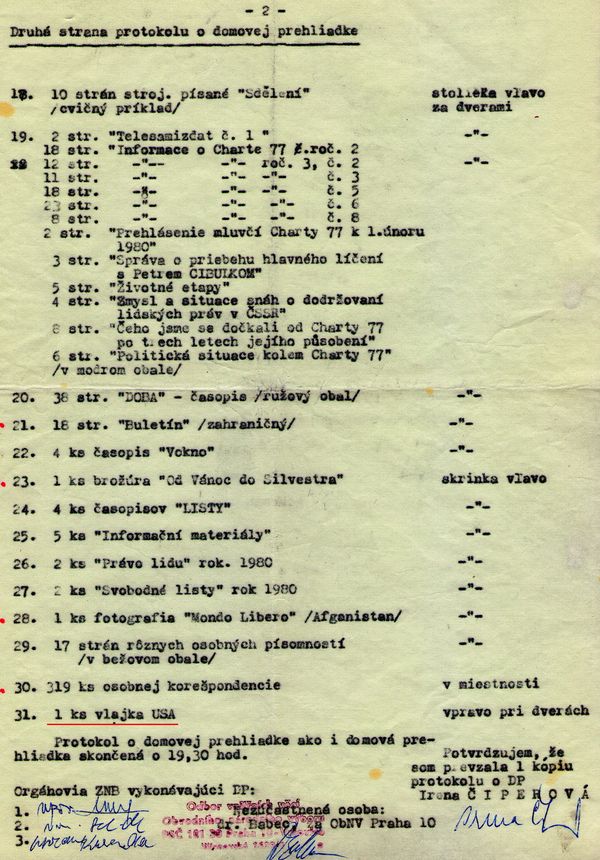 - 2 -
Druhá strana protokolu o domovej prehliadke
18. 10 strán stroj. písané "Sdělení" stolička vľavo
/cvičný príklad/ za dverami
19. 2 str. "Telesamizdat č. 1 " -"-
18 str. "Informace o Charte 77 č.roč. 2
12 str. -"-- -"- roč. 3, č. 2 -"-
11 str. -"- -"- -"- č. 3
18 str. -"- -"- -"- č. 5
23 str. -"- -"- -"- č. 6
8 str. -"- -"- -"- č. 8
2 str. "Prehlásenie mluvčí Charty 77 k 1.únoru
1980"
3 str. "Správa o priebehu hlavného líčení
s Petrem CIBULKOM"
5 str. "Životné etapy"
4 str. "Zmysl a situace snáh o dodržovaní
lidských práv v ČSSR"
8 str. "Čeho jsme se dočkali od Charty 77
po trech letech jejího působení"
6 str. "Politická situace kolem Charty 77"
/v modrom obale/
20. 38 str. "DOBA" - časopis /ružový obal/ -"-
21. 18 str. "Buletín" /zahraničný/ -"-
22. 4 ks časopis "Vokno" -"-
23. 1 ks brožúra "Od Vánoc do Silvestra" skrinka vľavo
24. 4 ks časopisov "LISTY" -"-
25. 5 ks "Informační materiály" -"-
26. 2 ks "Právo lidu" rok. 1980 -"-
27. 2 ks "Svobodné listy" rok 1980 -"-
28. 1 ks fotografia "Mondo Libero" /Afganistan/ -"-
29. 17 strán rôznych osobných písomností -"-
/v bežovom obale/
30. 319 ks osobnej korešpondencie v miestnosti
31. 1 ks vlajka USA vpravo pri dverách
Protokol o domovej prehliadke ako i domová pre-
hliadka skončená o 19,30 hod.
Potvrdzujem, že
som prevzala 1 kópiu
protokolu o DP
Irena ČIPEROVÁ
Orgáhovia ZNB vykonávajúci DP:
1. nezúčastnená osoba:
2. Dr. Babec, ObNV Praha 10
3.
Odbor vnitřních věcí